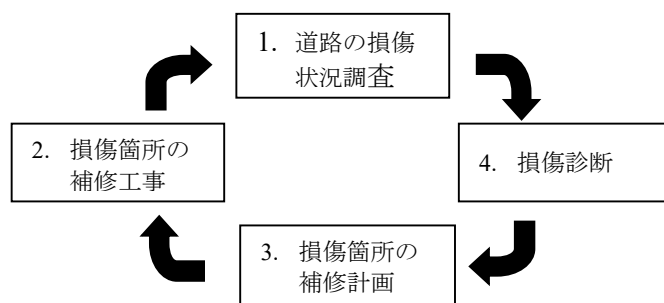 1. 道路の損傷
状況調査
2. 損傷箇所の
補修工事
4. 損傷診断
3. 損傷箇所の
補修計画